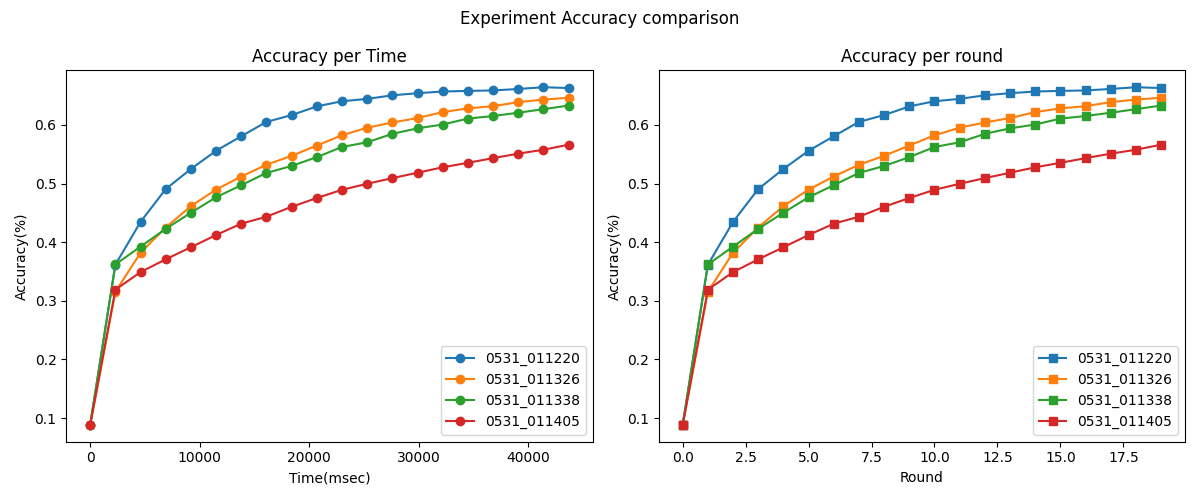 Experiment Accuracy comparison
Accuracy per Time
Accuracy(%)
0.6
0.5
0.4
0.3
0.2
0.1
0 10000 20000 30000 40000
Time(msec)
0531_011220
0531_011326
0531_011338
0531_011405
Accuracy per round
Accuracy(%)
0.6
0.5
0.4
0.3
0.2
0.1
0.0 2.5 5.0 7.5 10.0 12.5 15.0 17.5
Round
0531_011220
0531_011326
0531_011338
0531_011405